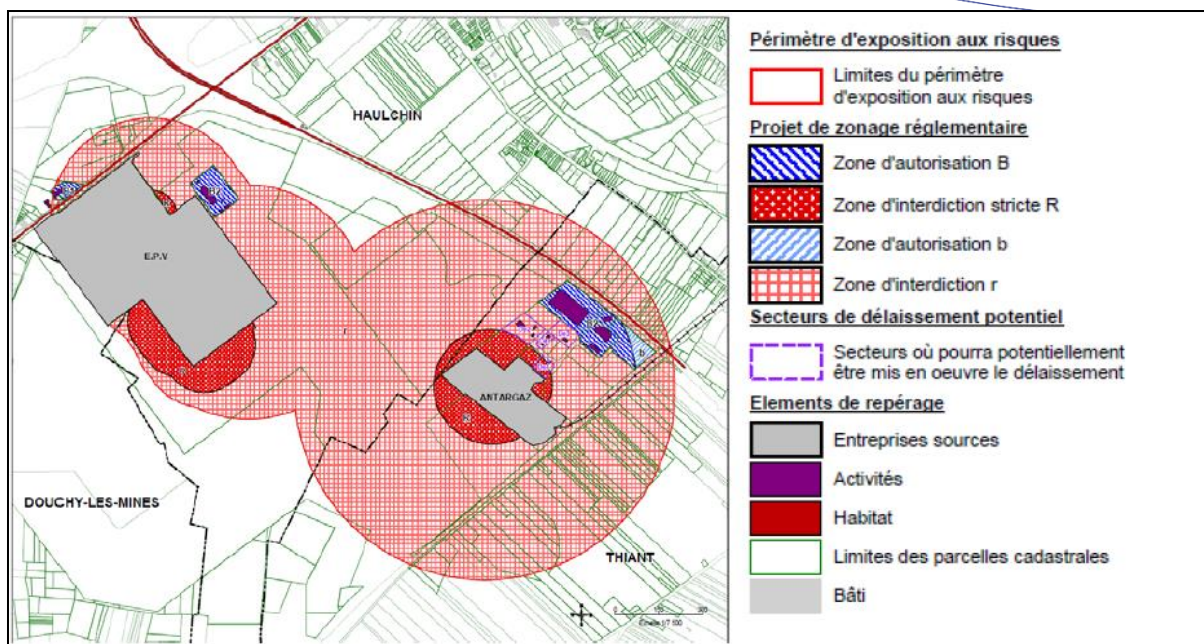 HAULCHIN
E.P.V
r
b
ANTARGAZ
R
DOUCHY-LES-MINES
THIANT
Périmètre d'exposition aux risques
Limites du périmètre
d'exposition aux risques
Projet de zonage réglementaire
Zone d'autorisation B
Zone d'interdiction stricte R
Zone d'autorisation b
Zone d'interdiction r
Secteurs de délaissement potentiel
Secteurs où pourra potentiellement
être mis en oeuvre le délaissement
Elements de repérage
Entreprises sources
Activités
Habitat
Limites des parcelles cadastrales
Bâti